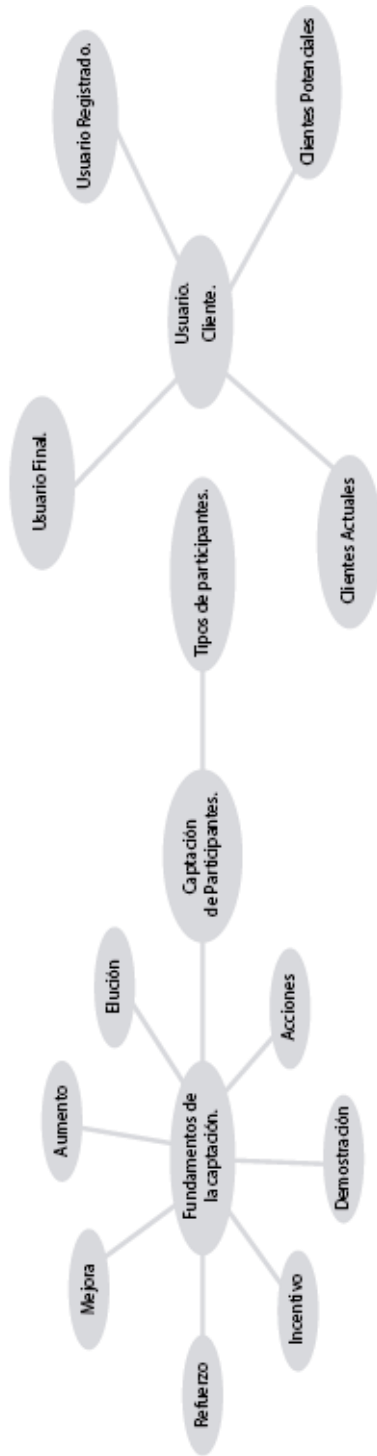 Refuerzo
Mejora
Aumento
Elución
Fundamentos de
la captación.
Incentivo
Demostración
Acciones
Captación
de Participantes.
Tipos de participantes.
Usuario Final.
Usuario.
Cliente.
Usuario Registrado.
Clientes Actuales
Clientes Potenciales